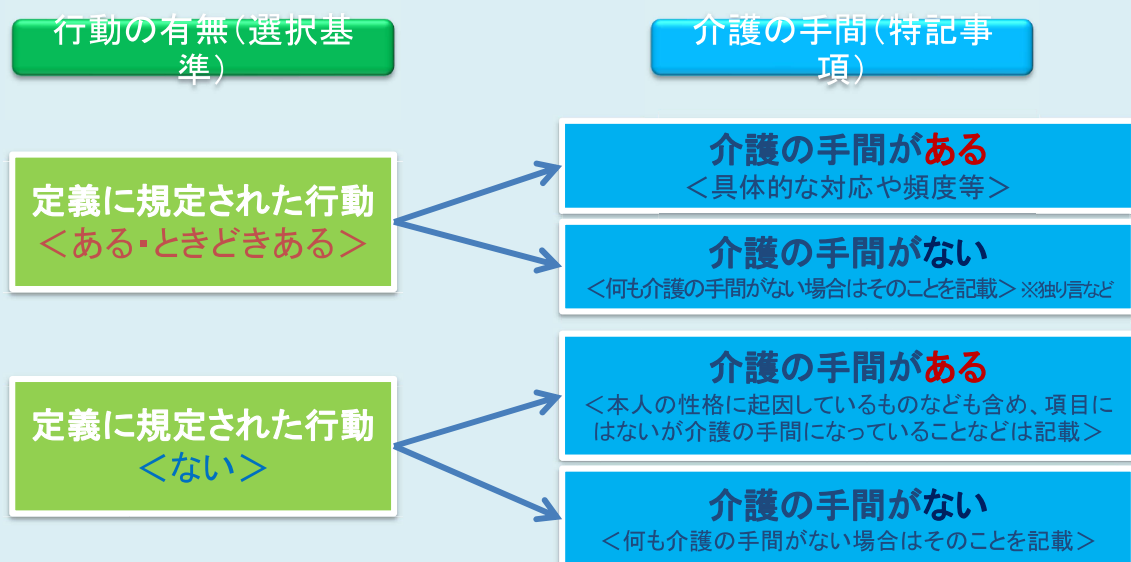 行動の有無(選択基
準)
介護の手間(特記事
項)
定義に規定された行動
＜ある・ときどきある＞
介護の手間がある
＜具体的な対応や頻度等＞
介護の手間がない
＜何も介護の手間がない場合はそのことを記載＞※独り言など
定義に規定された行動
＜ない＞
介護の手間がある
＜本人の性格に起因しているものなども含め、項目に
はないが介護の手間になっていることなどは記載＞
介護の手間がない
＜何も介護の手間がない場合はそのことを記載＞